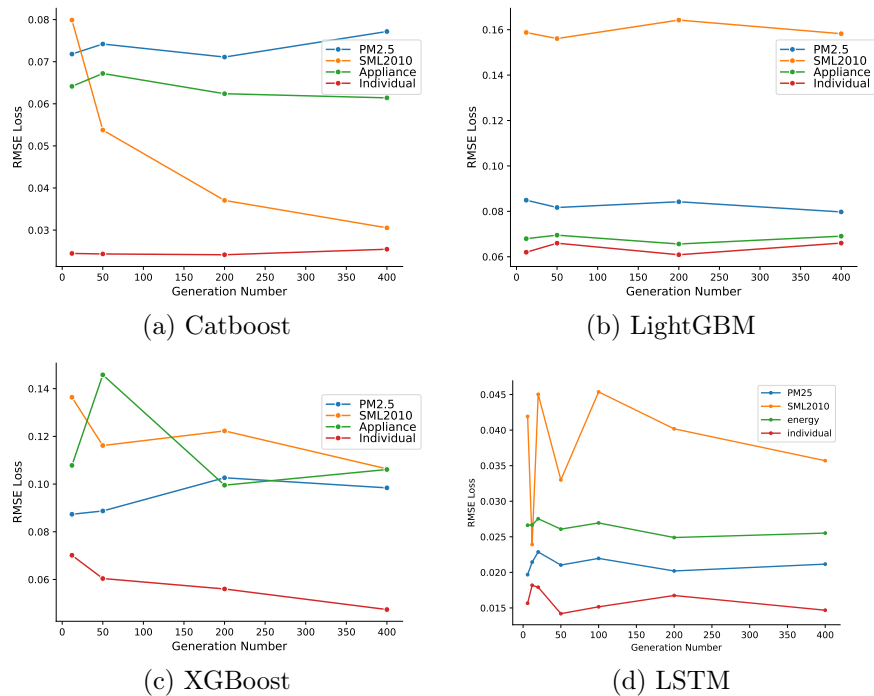 0.08
0.07
0.06
0.05
0.04
0.03
RMSE Loss
PM2.5
SML2010
Appliance
Individual
0 50 100 150 200 250 300 350 400
Generation Number
(a) Catboost
0.16
0.14
0.12
0.10
0.08
0.06
RMSE Loss
PM2.5
SML2010
Appliance
Individual
0 50 100 150 200 250 300 350 400
Generation Number
(b) LightGBM
0.14
0.12
0.10
0.08
0.06
RMSE Loss
PM2.5
SML2010
Appliance
Individual
0 50 100 150 200 250 300 350 400
Generation Number
(c) XGBoost
0.045
0.040
0.035
0.030
0.025
0.020
0.015
RMSE Loss
PM25
SML2010
energy
individual
0 50 100 150 200 250 300 350 400
Generation Number
(d) LSTM